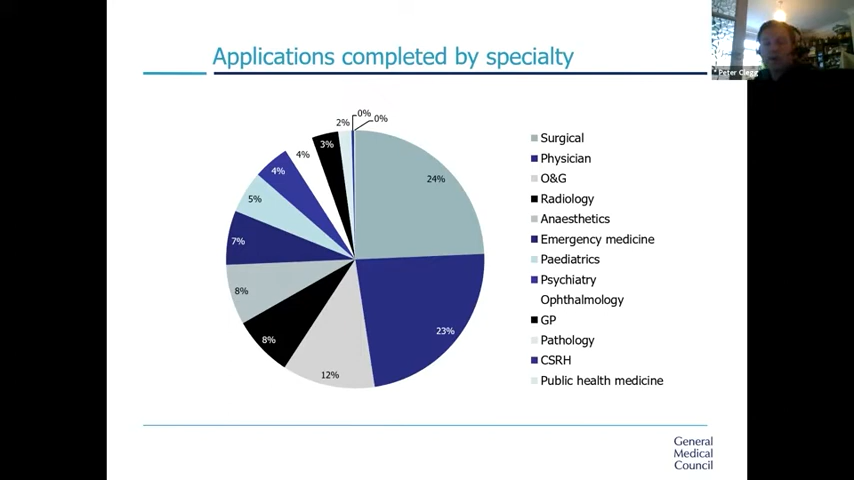 Applications completed by specialty
Peter Clegg
0%
0%
2%
3%
4%
4%
5%
7%
8%
8%
12%
23%
24%
Surgical
Physician
O&G
Radiology
Anaesthetics
Emergency medicine
Paediatrics
Psychiatry
Ophthalmology
GP
Pathology
CSRH
Public health medicine
General
Medical
Council